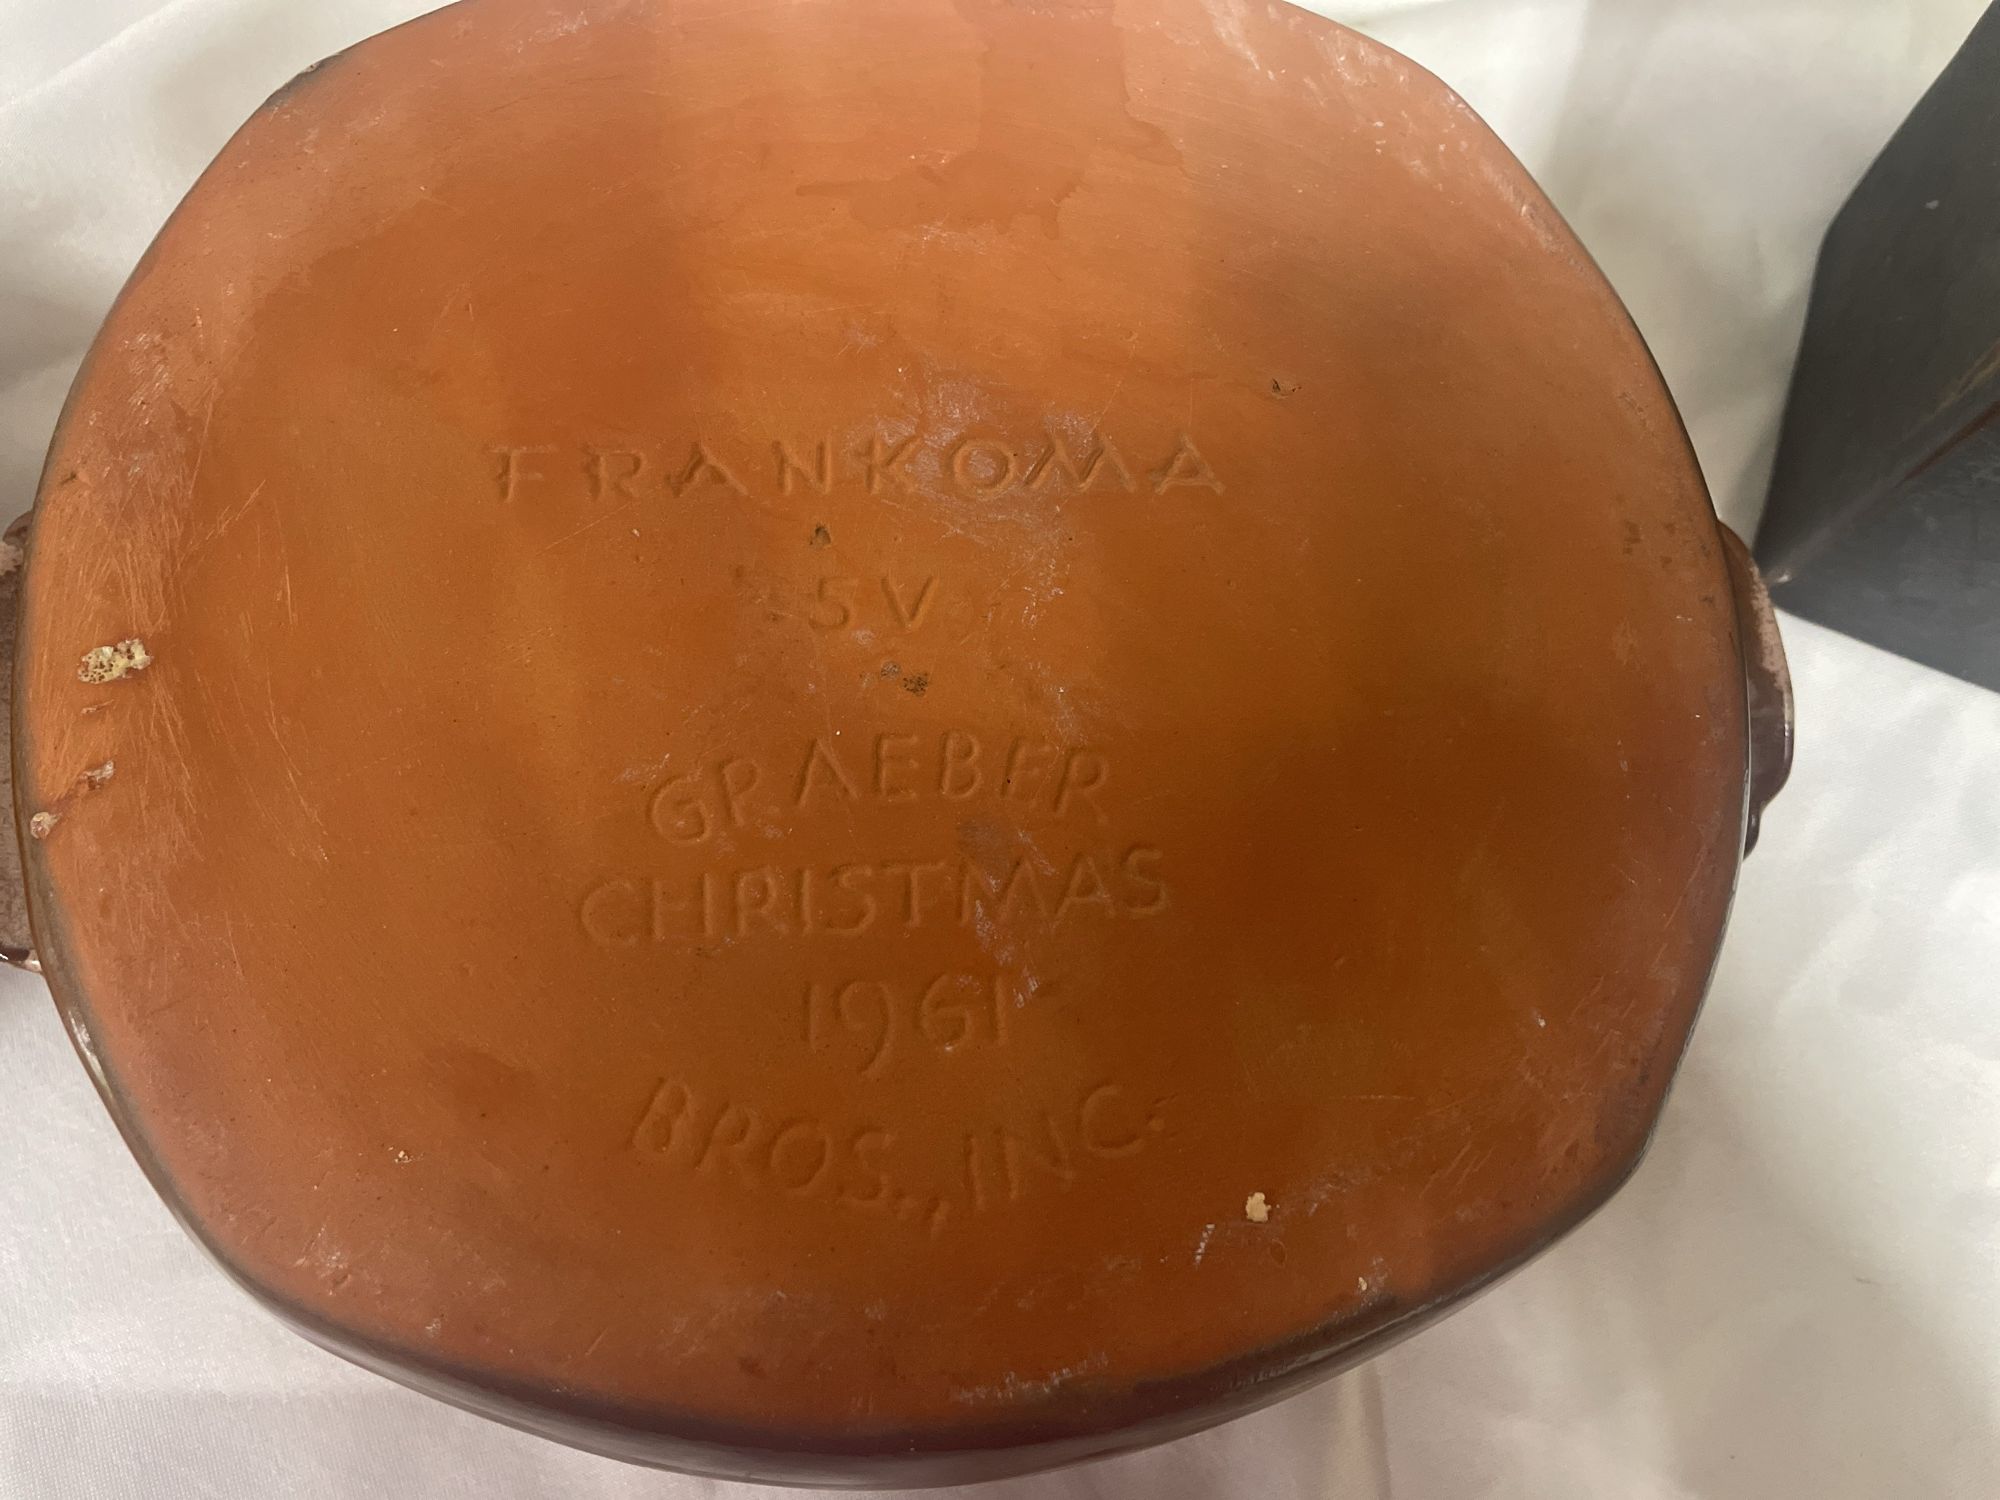 FRANKOMA
5V
GRAEBER
CHRISTMAS
1961
BROS., INC.